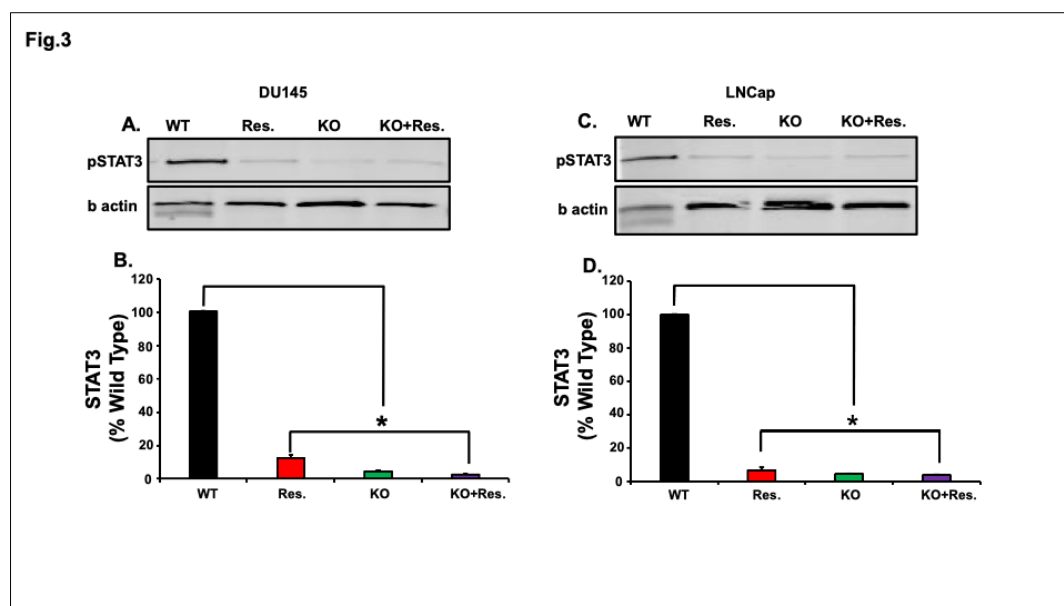 Fig.3
DU145
A. WT Res. KO KO+Res.
pSTAT3
b actin
B.
STAT3
(% Wild Type)
120
100
80
60
40
20
0
*
WT Res. KO KO+Res.
LNCap
C. WT Res. KO KO+Res.
pSTAT3
b actin
D.
STAT3
(% Wild Type)
120
100
80
60
40
20
0
*
WT Res. KO KO+Res.